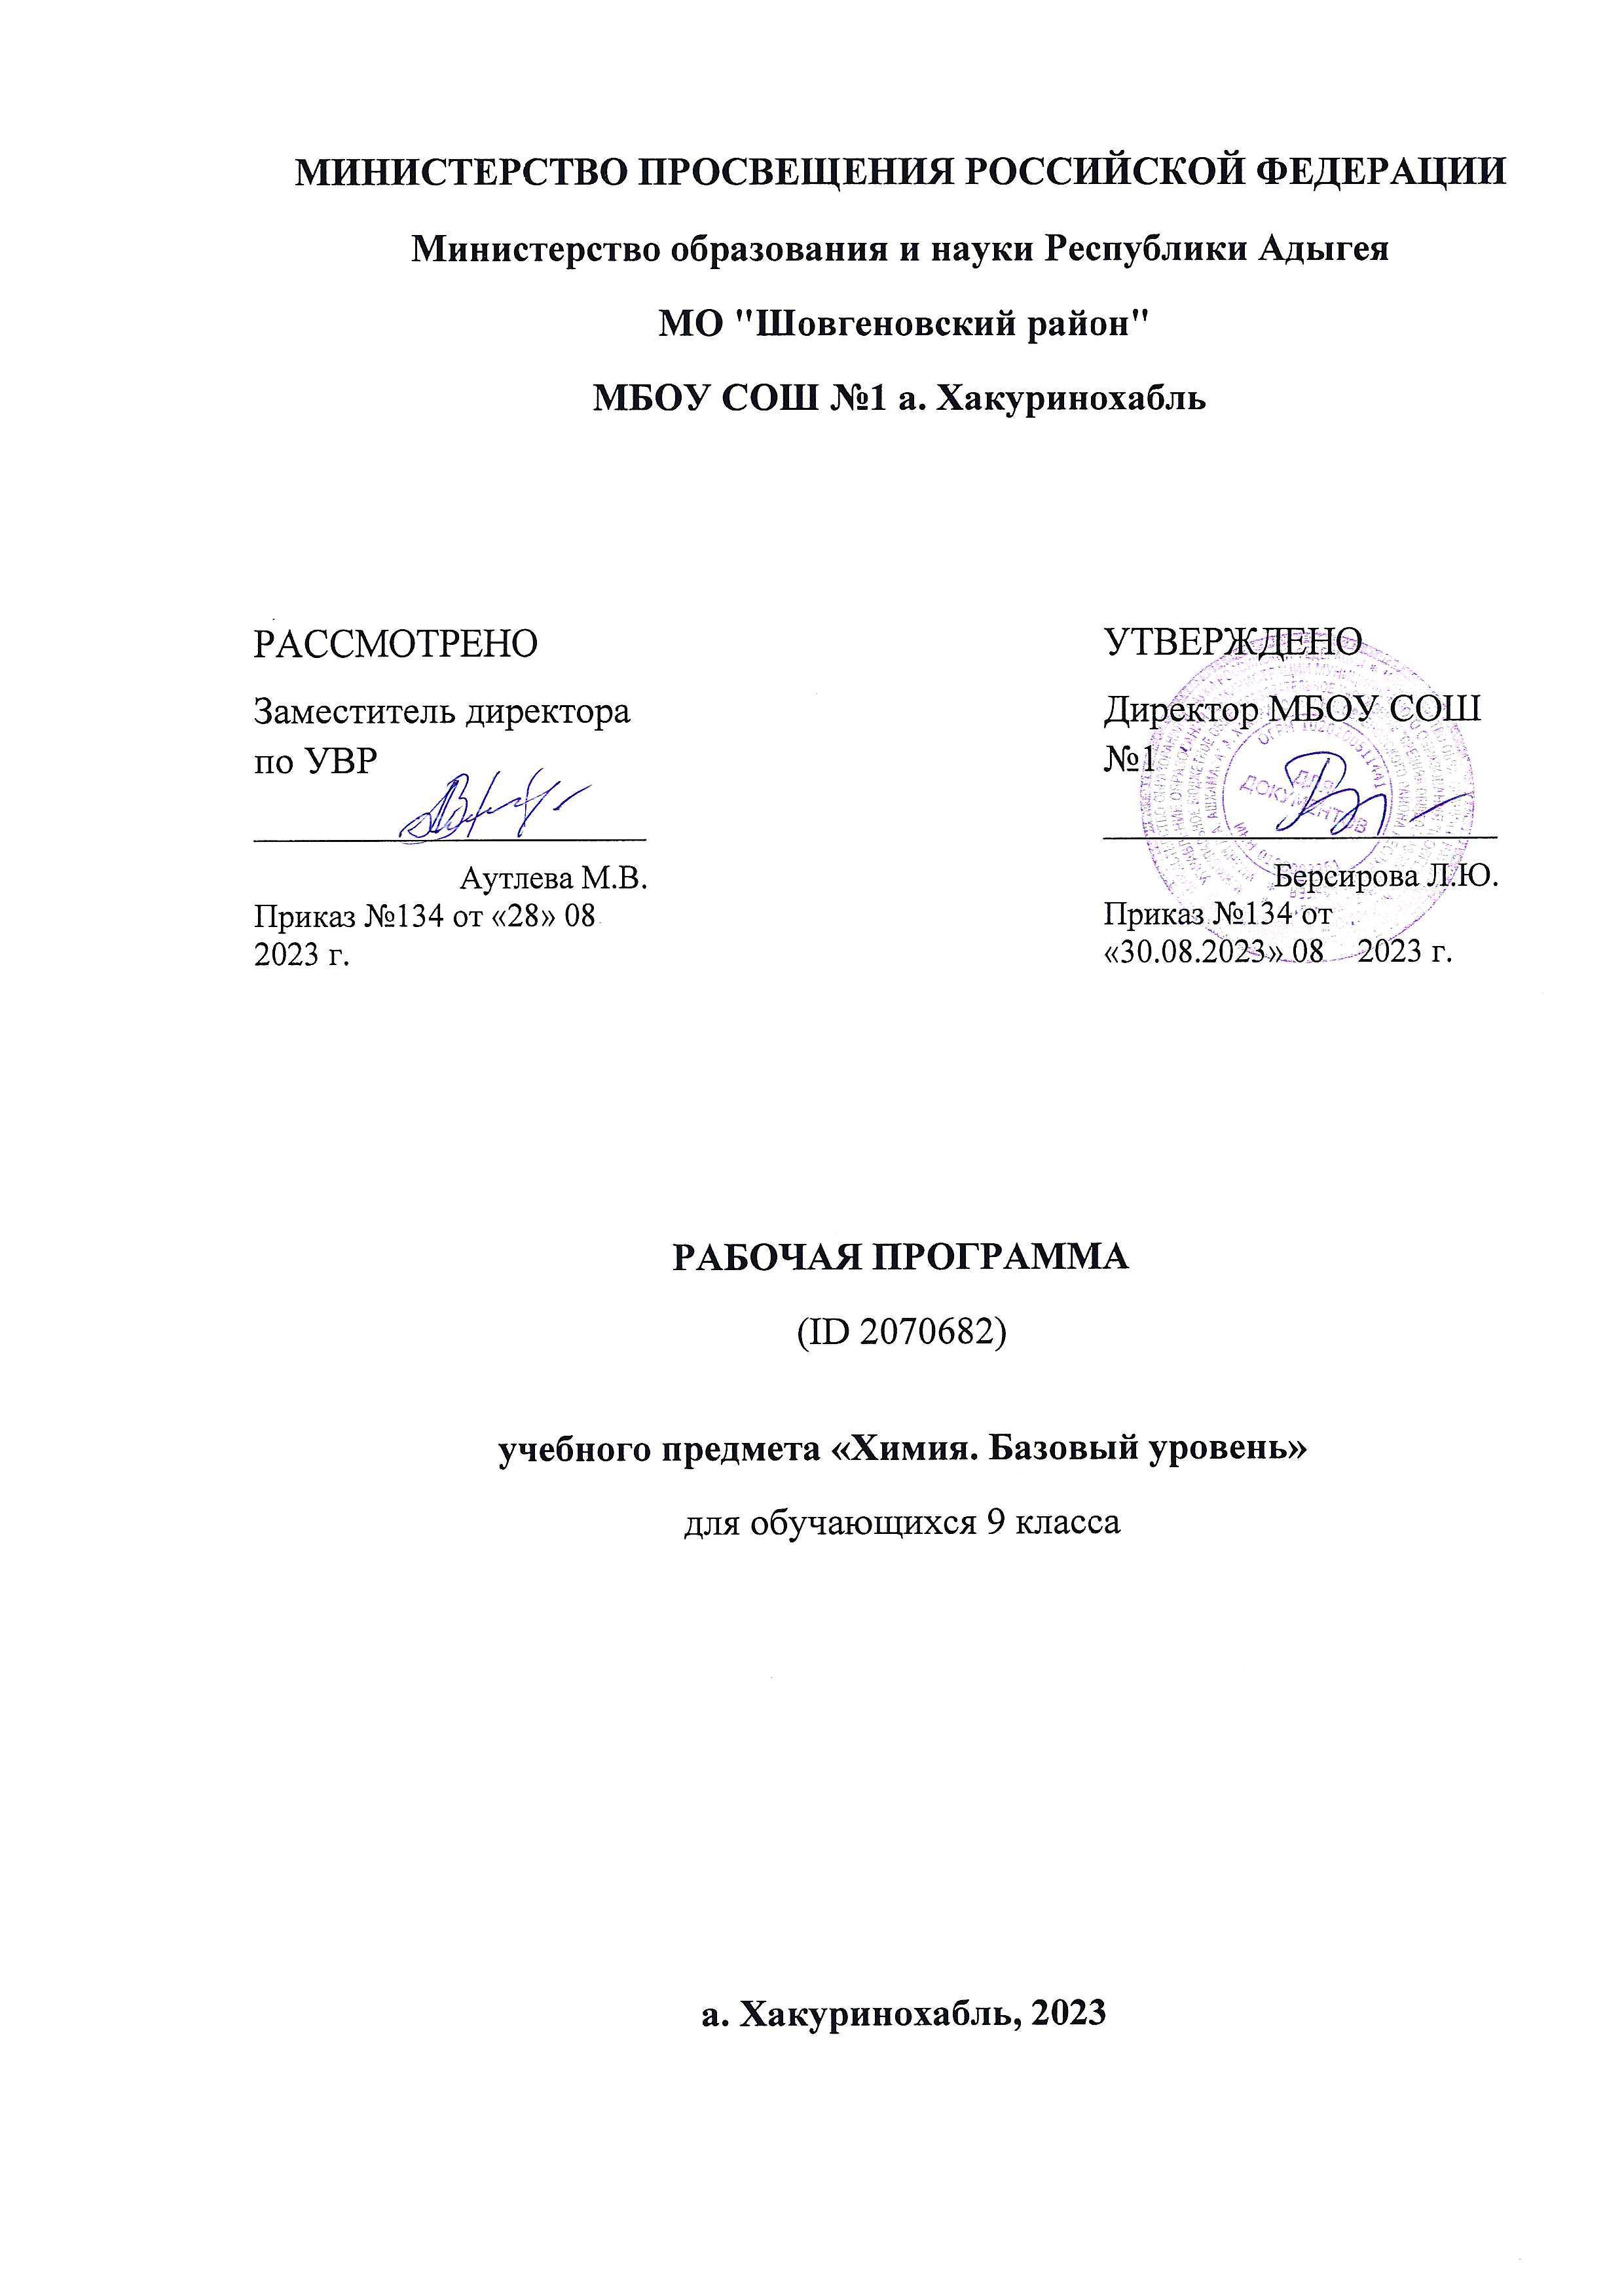 МИНИСТЕРСТВО ПРОСВЕЩЕНИЯ РОССИЙСКОЙ ФЕДЕРАЦИИ
Министерство образования и науки Республики Адыгея
МО "Шовгеновский район"
МБОУ СОШ №1 а. Хакуринохабль
РАССМОТРЕНО
Заместитель директора
по УВР
Аутлева М.В.
Приказ №134 от «28» 08
2023 г.
УТВЕРЖДЕНО
Директор МБОУ СОШ
№1
ДЛЯ
ДОКУМЕНТОВ
Берсирова Л.Ю.
Приказ №134 от
«30.08.2023» 08 2023 г.
РАБОЧАЯ ПРОГРАММА
(ID 2070682)
учебного предмета «Химия. Базовый уровень»
для обучающихся 9 класса
а. Хакуринохабль, 2023